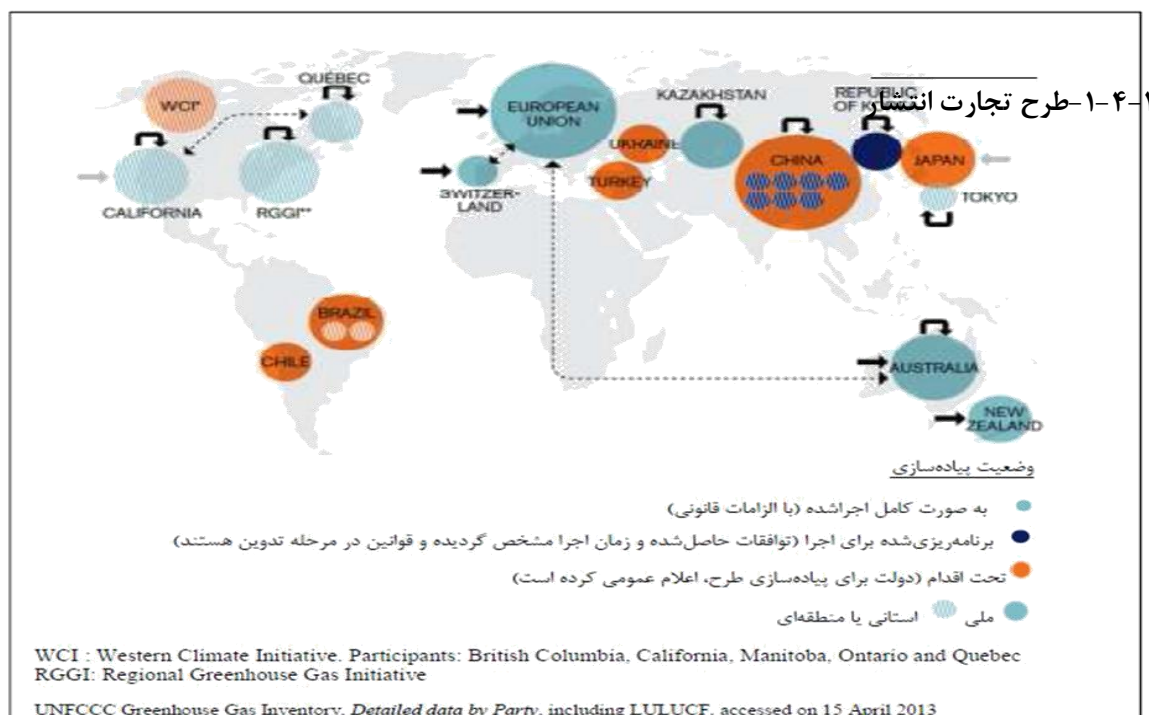 QUÉBEC
WCI*
CALIFORNIA
RGGI**
EUROPEAN
UNION
SWITZER-
LAND
UKRAINE
TURKEY
KAZAKHSTAN
CHINA
REPUBLIC
۱-۴-۱-طرح تجارت انتشار
JAPAN
TOKYO
BRAZIL
CHILE
AUSTRALIA
NEW
ZEALAND
وضعیت پیاده‌سازی
به صورت کامل اجراشده (با الزامات قانونی)
برنامه‌ریزی‌شده برای اجرا (توافقات حاصل‌شده و زمان اجرا مشخص گردیده و قوانین در مرحله تدوین هستند)
تحت اقدام (دولت برای پیاده‌سازی طرح، اعلام عمومی کرده است)
ملی استانی یا منطقه‌ای
WCI : Western Climate Initiative. Participants: British Columbia, California, Manitoba, Ontario and Quebec
RGGI: Regional Greenhouse Gas Initiative
UNFCCC Greenhouse Gas Inventory, Detailed data by Party, including LULUCF, accessed on 15 April 2013